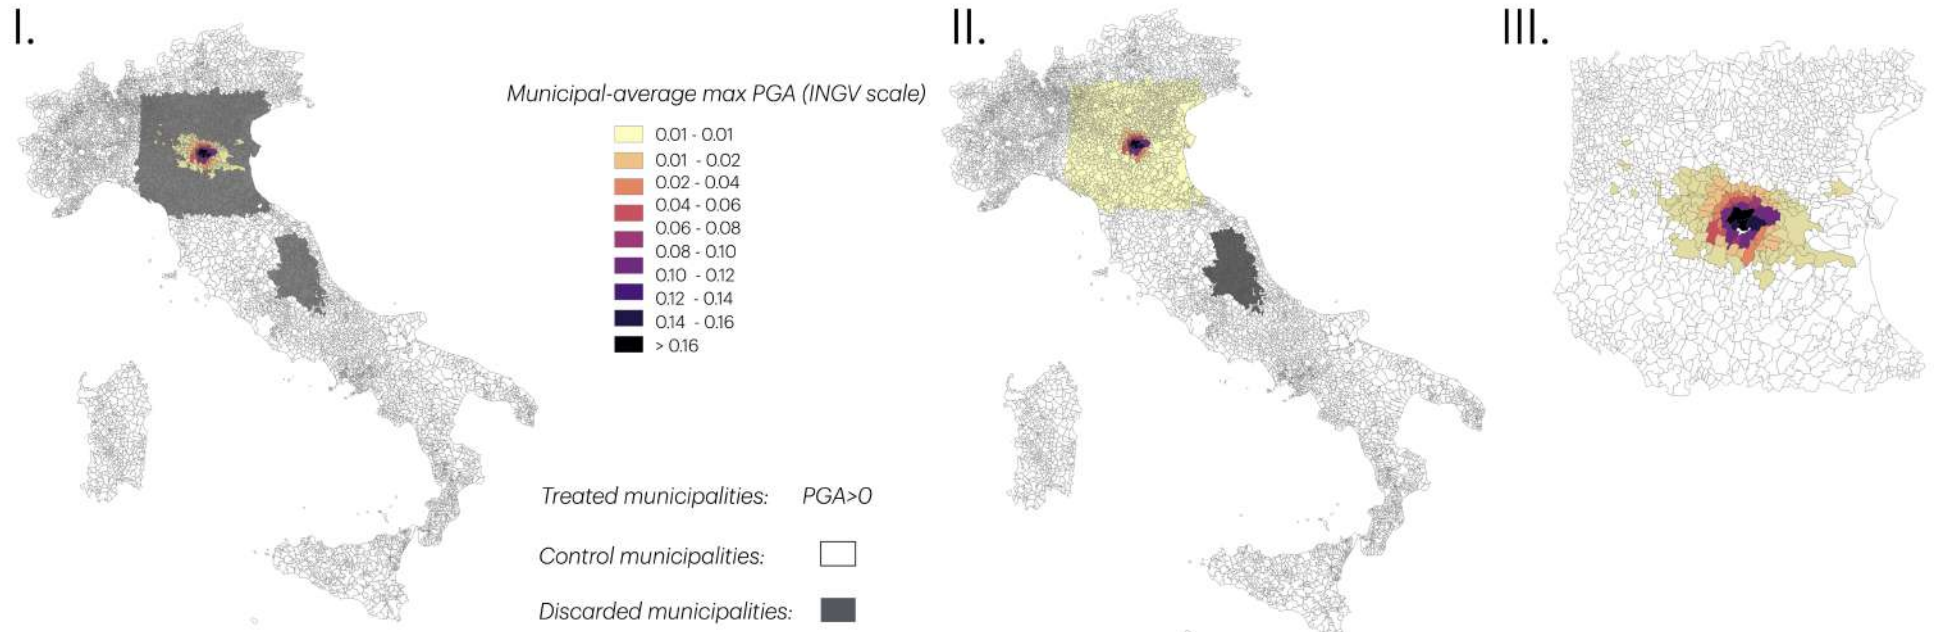 I.
II.
III.
Municipal-average max PGA (INGV scale)
0.01 - 0.01
0.01 - 0.02
0.02 - 0.04
0.04 - 0.06
0.06 - 0.08
0.08 - 0.10
0.10 - 0.12
0.12 - 0.14
0.14 - 0.16
> 0.16
Treated municipalities: PGA>0
Control municipalities:
Discarded municipalities: